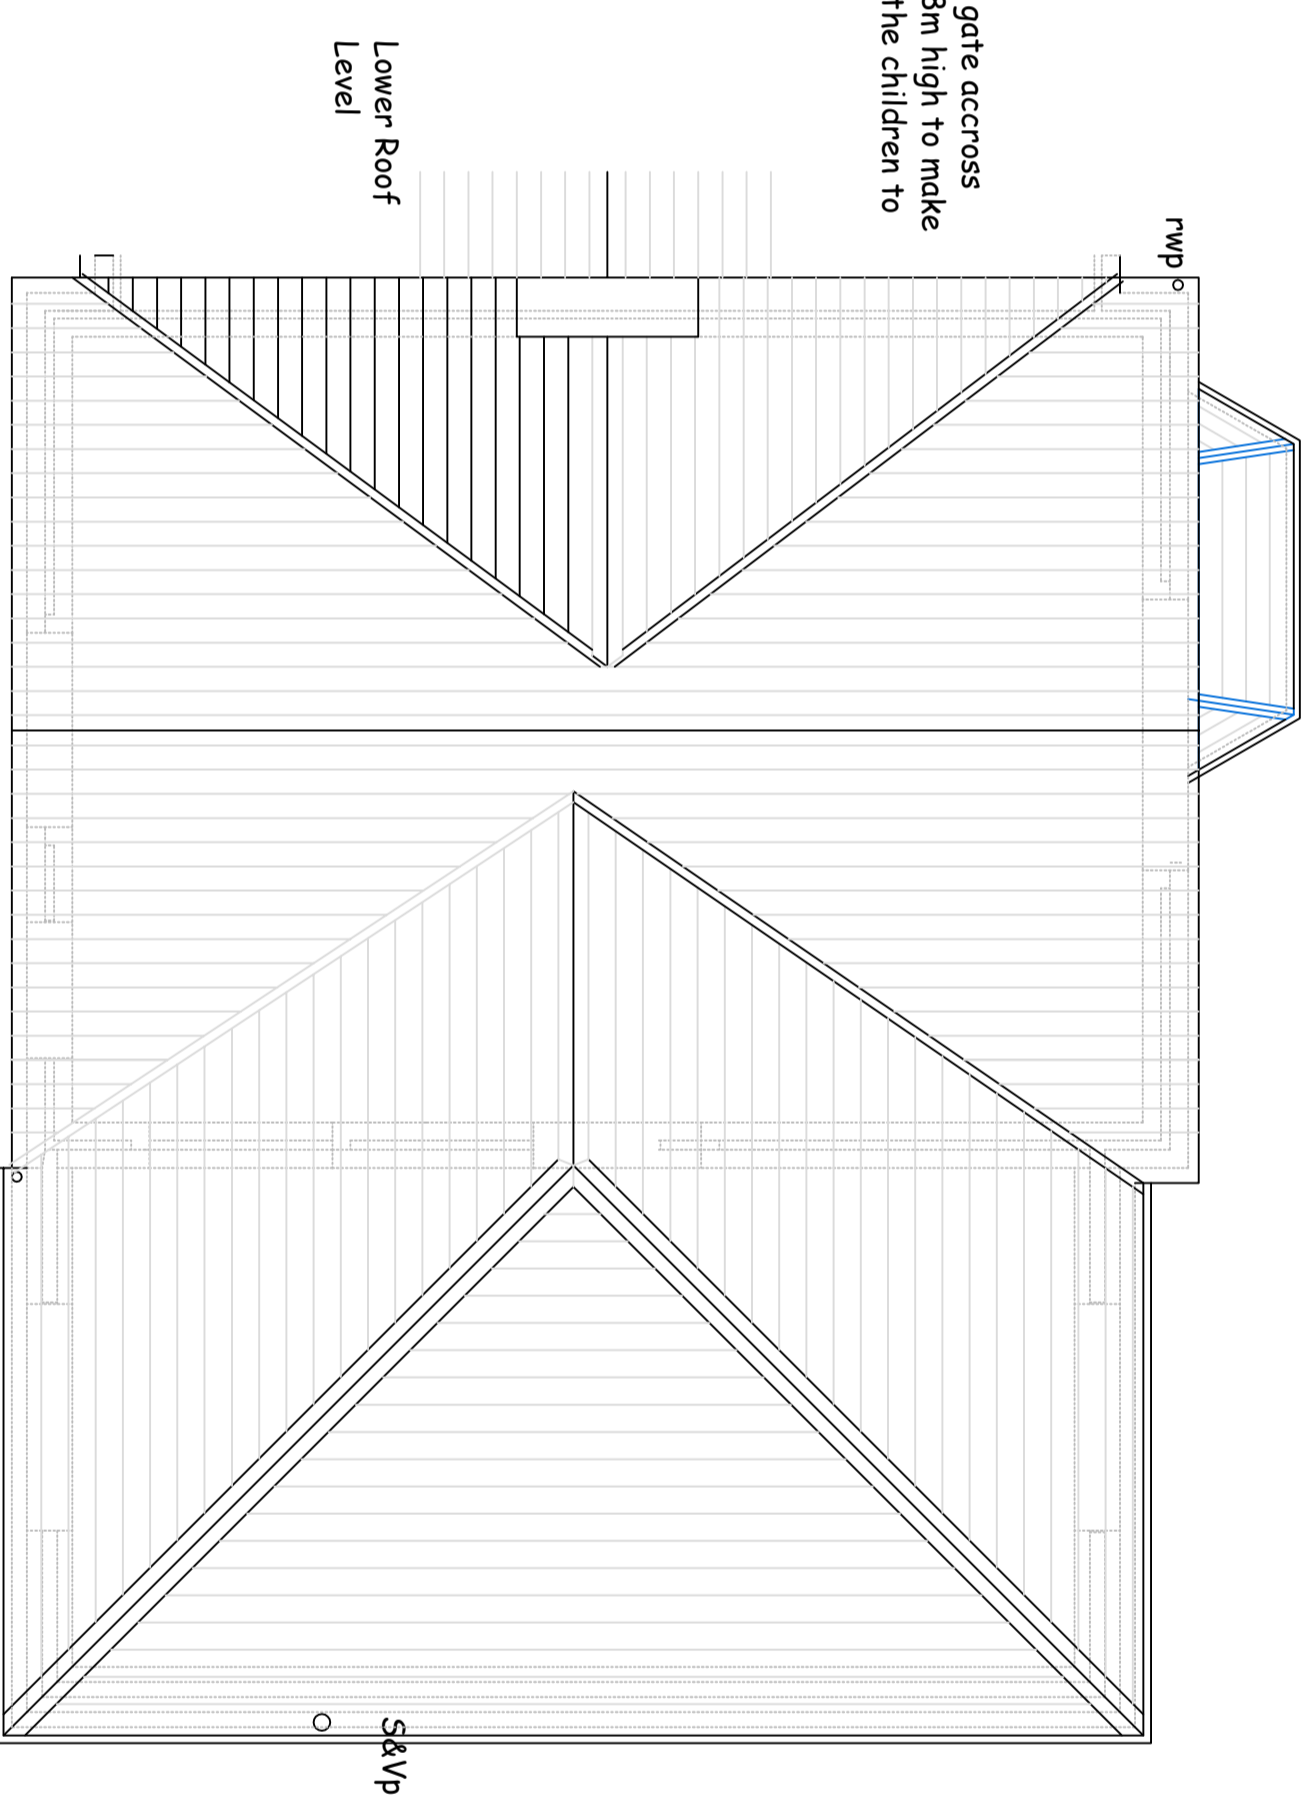 gate accross
3m high to make
the children to
rwp
Lower Roof
Level
S&Vp